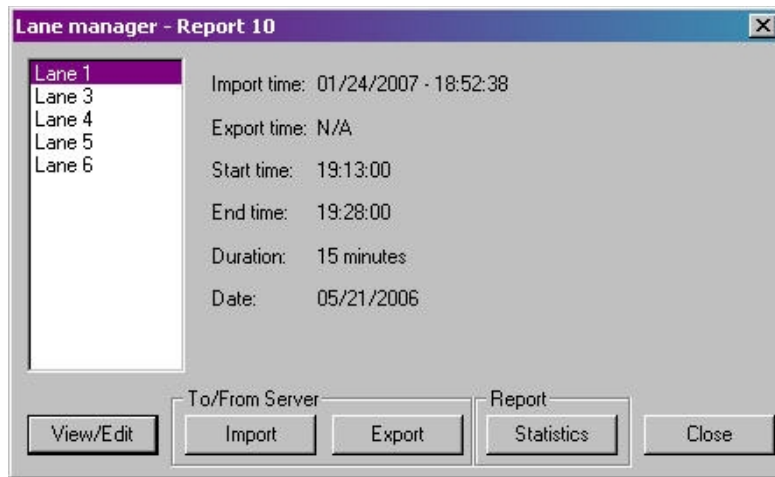 Lane manager - Report 10
Lane 1
Lane 3
Lane 4
Lane 5
Lane 6
Import time: 01/24/2007 - 18:52:38
Export time: N/A
Start time: 19:13:00
End time: 19:28:00
Duration: 15 minutes
Date: 05/21/2006
To/From Server
Report
View/Edit
Import
Export
Statistics
Close